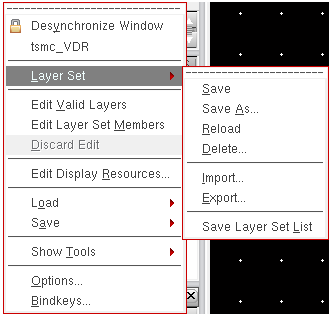 Desynchronize Window
tsmc_VDR
Layer Set
Edit Valid Layers
Edit Layer Set Members
Discard Edit
Edit Display Resources...
Load
Save
Show Tools
Options...
Bindkeys...
Save
Save As...
Reload
Delete...
Import...
Export...
Save Layer Set List